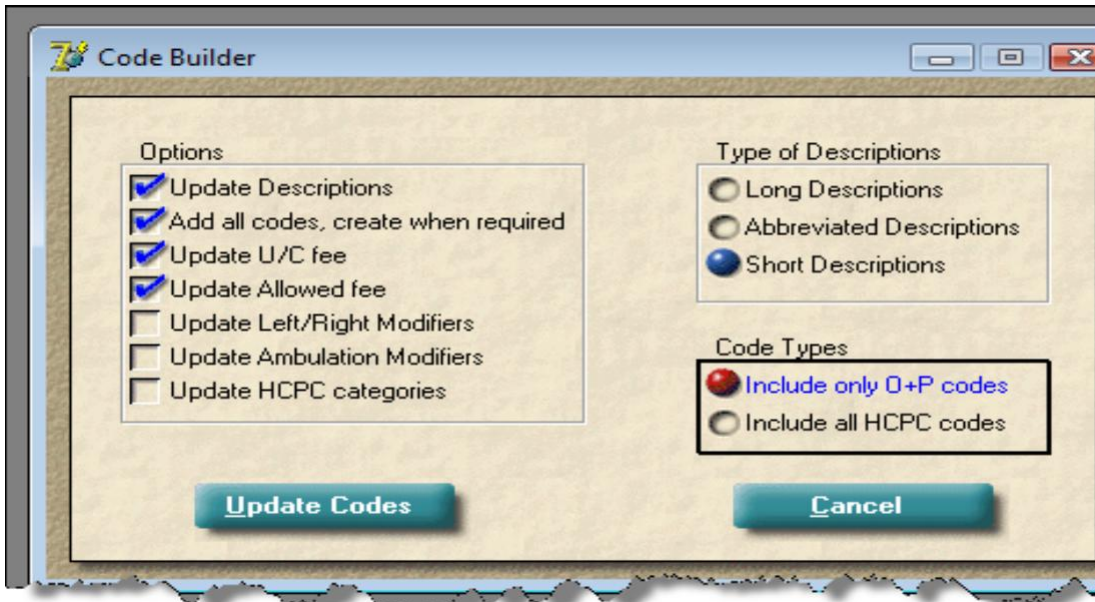 Code Builder
Options
Update Descriptions
Add all codes, create when required
Update U/C fee
Update Allowed fee
Update Left/Right Modifiers
Update Ambulation Modifiers
Update HCPC categories
Type of Descriptions
Long Descriptions
Abbreviated Descriptions
Short Descriptions
Code Types
Include only O+P codes
Include all HCPC codes
Update Codes
Cancel